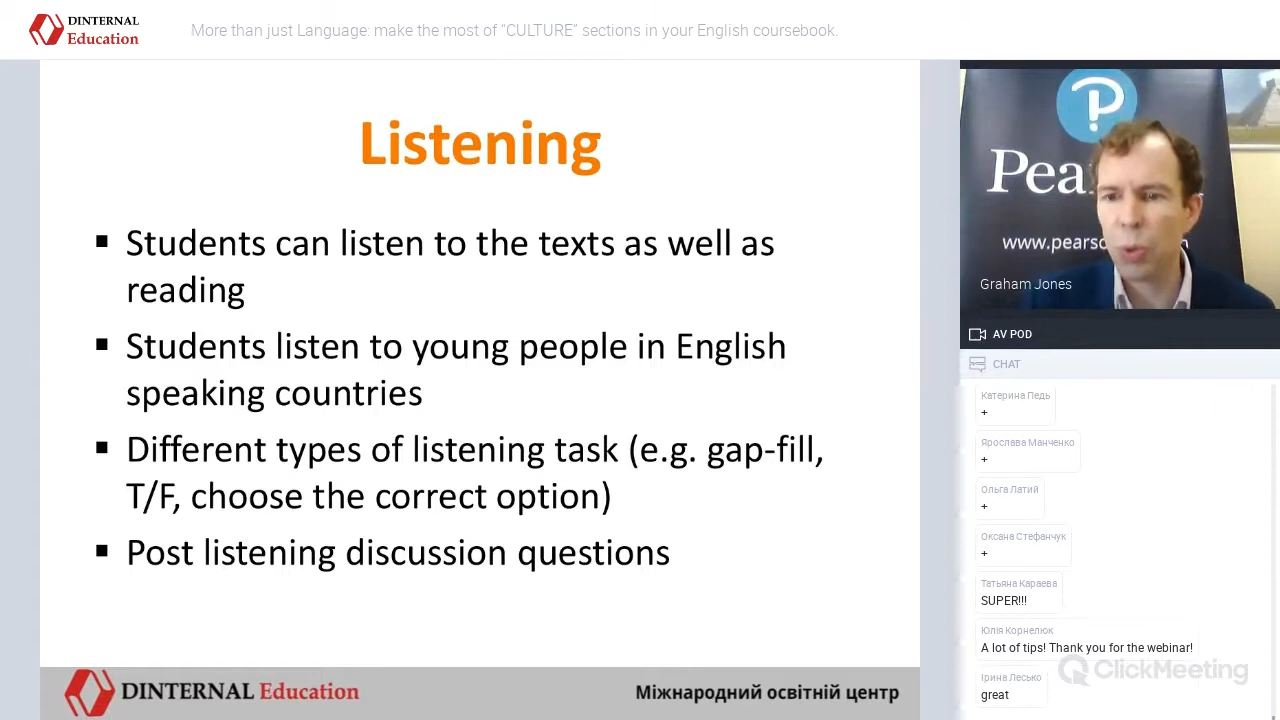 DINTERNAL
Education
More than just Language: make the most of "CULTURE" sections in your English coursebook.
Listening
▪ Students can listen to the texts as well as
reading
▪ Students listen to young people in English
speaking countries
▪ Different types of listening task (e.g. gap-fill,
T/F, choose the correct option)
▪ Post listening discussion questions
DINTERNAL Education
Міжнародний освітній центр
Pea
www.pearso
n
Graham Jones
AV POD
CHAT
Катерина Педь
+
Ярослава Манченко
+
Ольга Латий
+
Оксана Стефанчук
+
Татьяна Караева
SUPER!!!
Юлія Корнелюк
A lot of tips! Thank you for the webinar!
Ірина Лесько
great
ClickMeeting